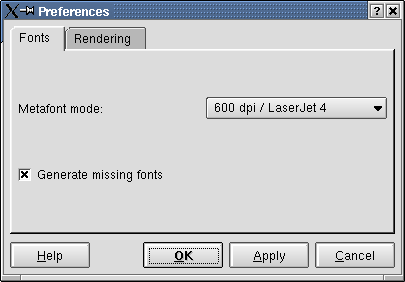 Preferences
Fonts Rendering
Metafont mode: 600 dpi / LaserJet 4
Generate missing fonts
Help OK Apply Cancel